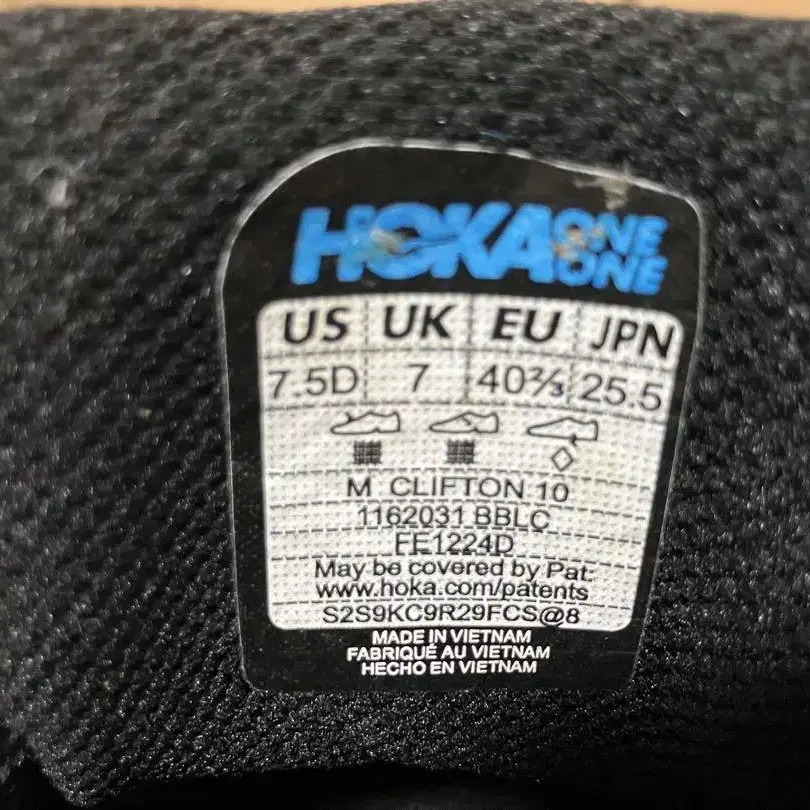 HOKA ONE ONE
US UK EU JPN
7.5D 7 40⅔ 25.5
M CLIFTON 10
1162031 BBLC
FE1224D
May be covered by Pat.
www.hoka.com/patents
S2S9KC9R29FCS@8
MADE IN VIETNAM
FABRIQUÉ AU VIETNAM
HECHO EN VIETNAM